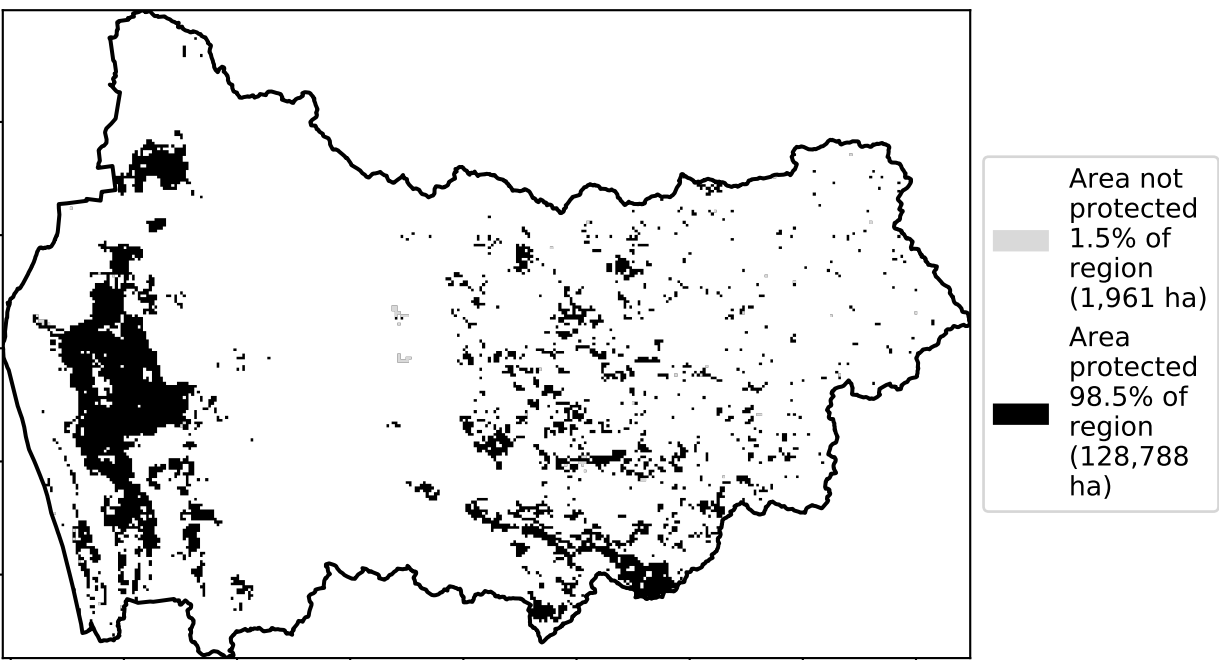 Area not
protected
1.5% of
region
(1,961 ha)
Area
protected
98.5% of
region
(128,788
ha)